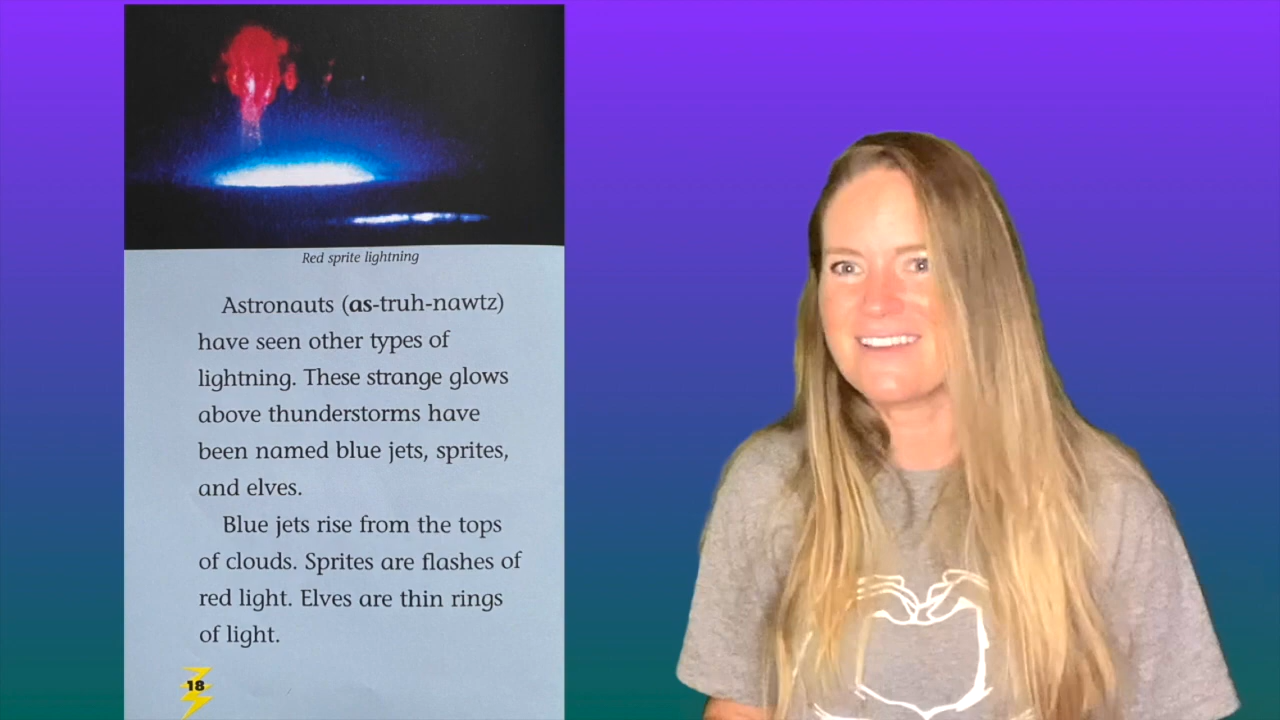 Red sprite lightning
Astronauts (as-truh-nawtz)
have seen other types of
lightning. These strange glows
above thunderstorms have
been named blue jets, sprites,
and elves.
Blue jets rise from the tops
of clouds. Sprites are flashes of
red light. Elves are thin rings
of light.
18